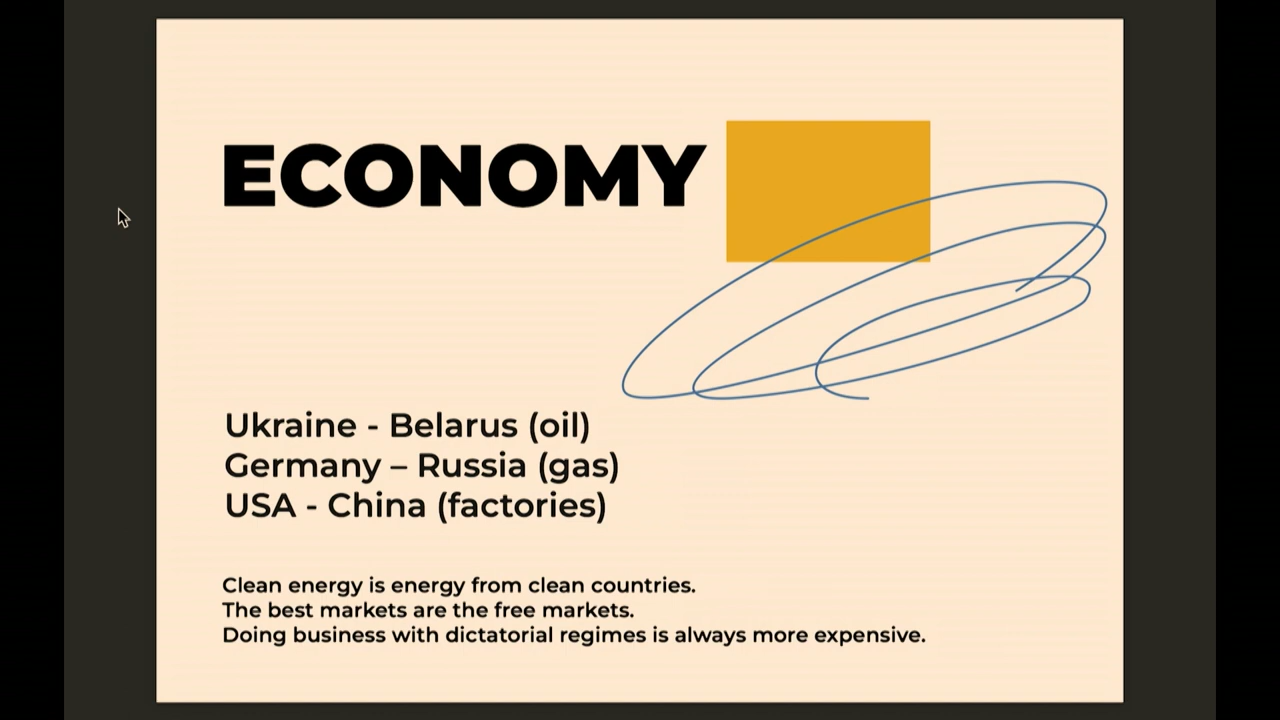 ECONOMY
Ukraine - Belarus (oil)
Germany – Russia (gas)
USA - China (factories)
Clean energy is energy from clean countries.
The best markets are the free markets.
Doing business with dictatorial regimes is always more expensive.